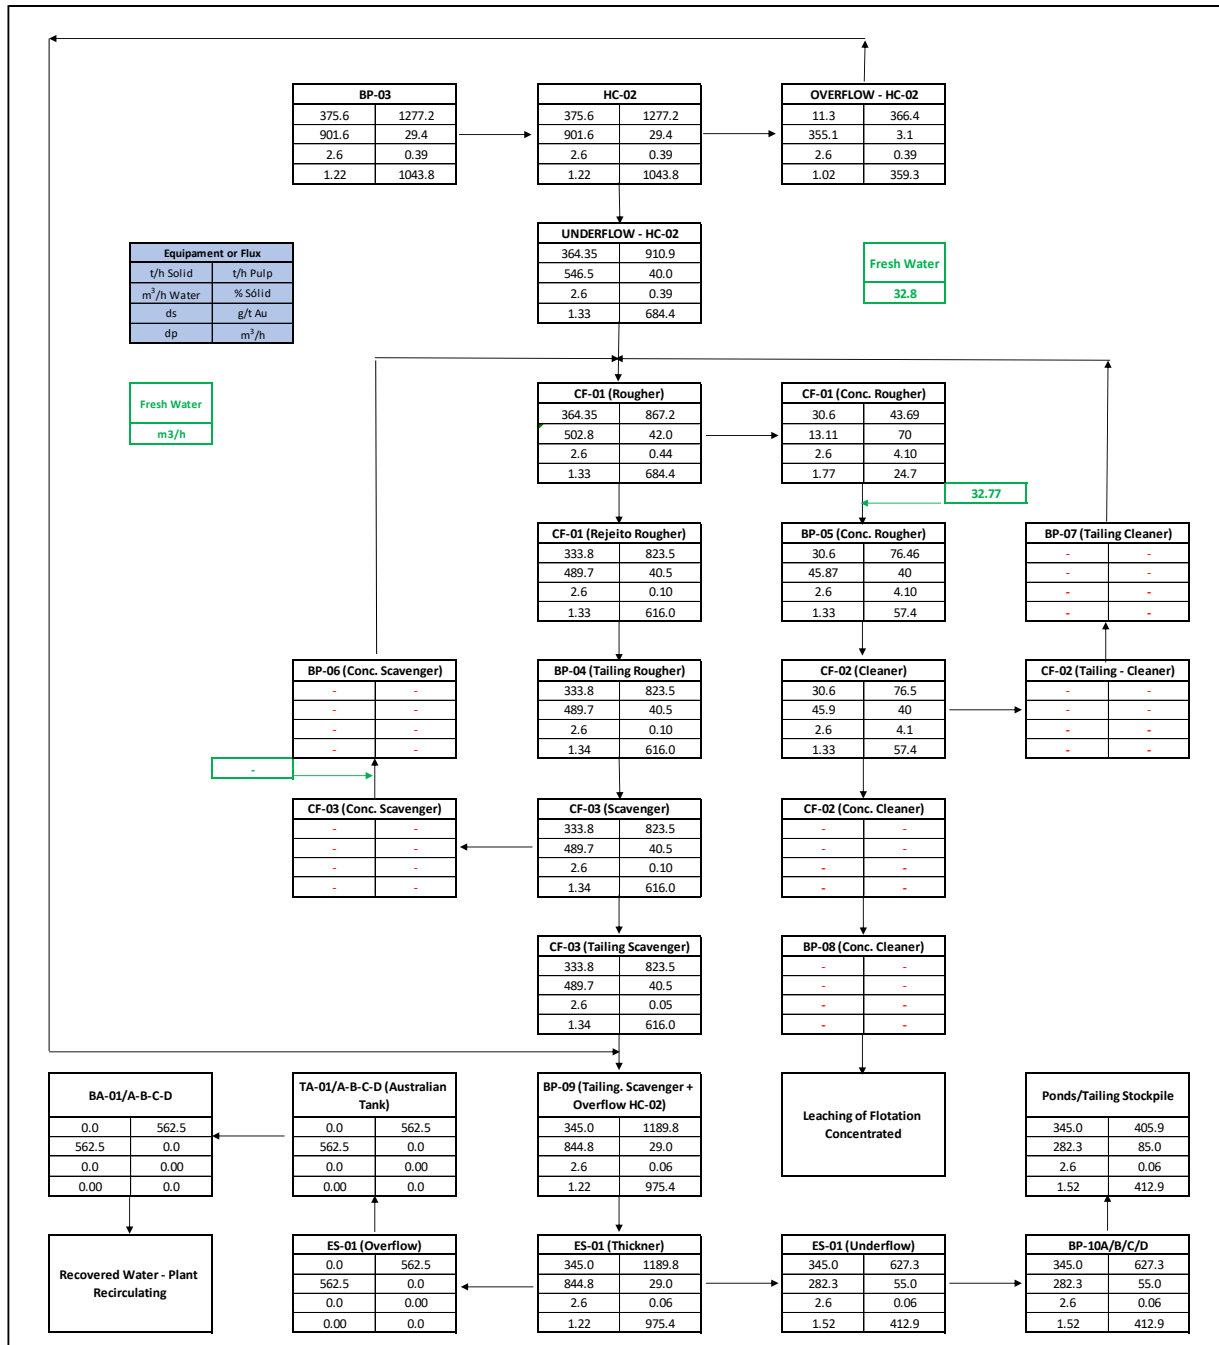 BP-03
375.6 1277.2
901.6 29.4
2.6 0.39
1.22 1043.8
HC-02
375.6 1277.2
901.6 29.4
2.6 0.39
1.22 1043.8
OVERFLOW - HC-02
11.3 366.4
355.1 3.1
2.6 0.39
1.02 359.3
UNDERFLOW - HC-02
364.35 910.9
546.5 40.0
2.6 0.39
1.33 684.4
Equipament or Flux
t/h Solid t/h Pulp
m³/h Water % Sólid
ds g/t Au
dp m³/h
Fresh Water
32.8
Fresh Water
m3/h
CF-01 (Rougher)
364.35 867.2
502.8 42.0
2.6 0.44
1.33 684.4
CF-01 (Conc. Rougher)
30.6 43.69
13.11 70
2.6 4.10
1.77 24.7
32.77
CF-01 (Rejeito Rougher)
333.8 823.5
489.7 40.5
2.6 0.10
1.33 616.0
BP-05 (Conc. Rougher)
30.6 76.46
45.87 40
2.6 4.10
1.33 57.4
BP-07 (Tailing Cleaner)
- -
- -
- -
- -
BP-06 (Conc. Scavenger)
- -
- -
- -
- -
BP-04 (Tailing Rougher)
333.8 823.5
489.7 40.5
2.6 0.10
1.34 616.0
CF-02 (Cleaner)
30.6 76.5
45.9 40
2.6 4.1
1.33 57.4
CF-02 (Tailing - Cleaner)
- -
- -
- -
- -
-
CF-03 (Conc. Scavenger)
- -
- -
- -
- -
CF-03 (Scavenger)
333.8 823.5
489.7 40.5
2.6 0.10
1.34 616.0
CF-02 (Conc. Cleaner)
- -
- -
- -
- -
CF-03 (Tailing Scavenger)
333.8 823.5
489.7 40.5
2.6 0.05
1.34 616.0
BP-08 (Conc. Cleaner)
- -
- -
- -
- -
BA-01/A-B-C-D
0.0 562.5
562.5 0.0
0.0 0.00
0.00 0.0
TA-01/A-B-C-D (Australian
Tank)
0.0 562.5
562.5 0.0
0.0 0.00
0.00 0.0
BP-09 (Tailing. Scavenger +
Overflow HC-02)
345.0 1189.8
844.8 29.0
2.6 0.06
1.22 975.4
Leaching of Flotation
Concentrated
Ponds/Tailing Stockpile
345.0 405.9
282.3 85.0
2.6 0.06
1.52 412.9
Recovered Water - Plant
Recirculating
ES-01 (Overflow)
0.0 562.5
562.5 0.0
0.0 0.00
0.00 0.0
ES-01 (Thickner)
345.0 1189.8
844.8 29.0
2.6 0.06
1.22 975.4
ES-01 (Underflow)
345.0 627.3
282.3 55.0
2.6 0.06
1.52 412.9
BP-10A/B/C/D
345.0 627.3
282.3 55.0
2.6 0.06
1.52 412.9